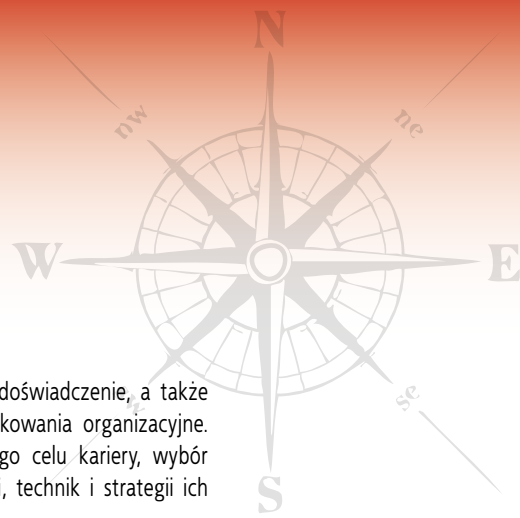 N
nw
ne
W
E
doświadczenie, a także
kowania organizacyjne.
go celu kariery, wybór
i, technik i strategii ich
se
S